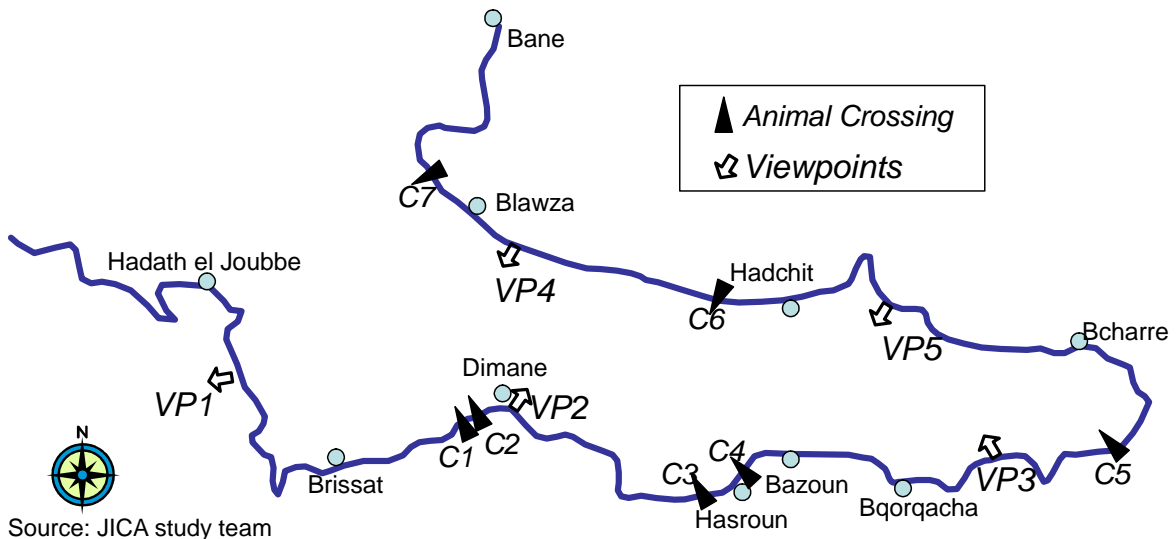 Bane
Animal Crossing
Viewpoints
C7
Blawza
Hadath el Joubbe
VP4
Hadchit
C6
VP5
Bcharre
Dimane
VP1
VP2
C1
C2
N
Brissat
C3
C4
Hasroun
Bazoun
Bqorqacha
VP3
C5
Source: JICA study team